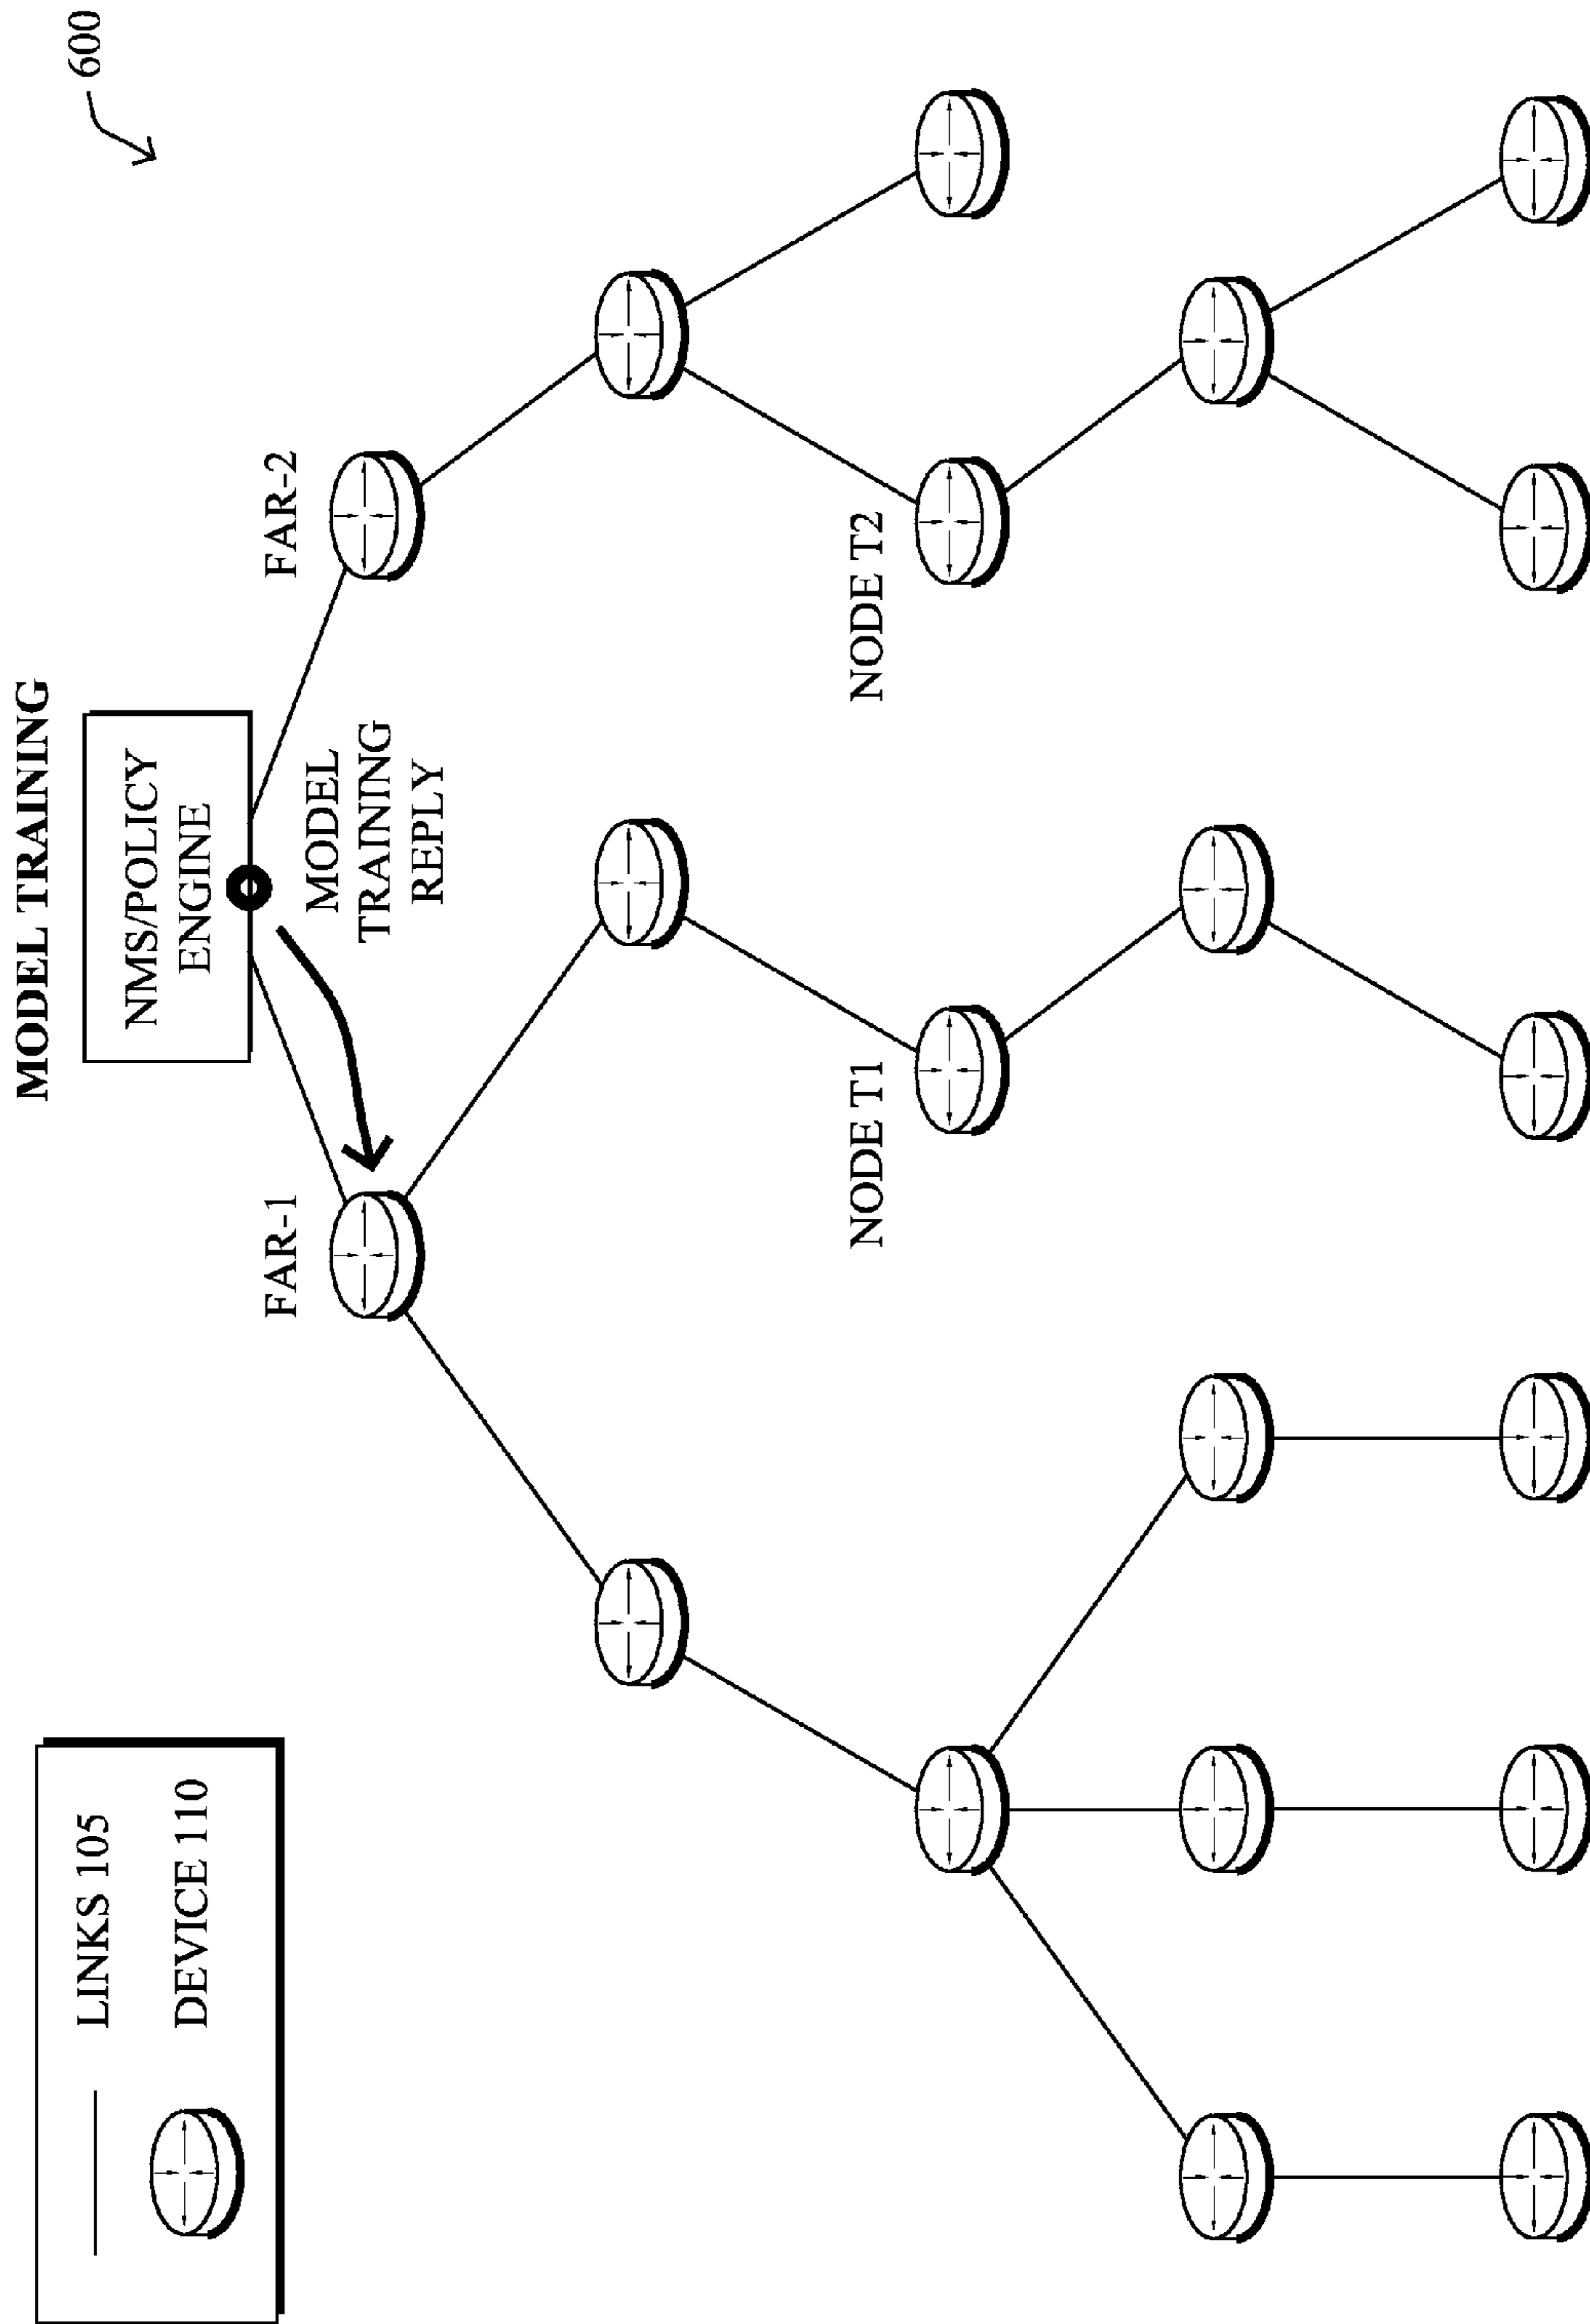 600
MODEL TRAINING
NMS/POLICY
ENGINE
MODEL
TRAINING
REPLY
FAR-1
FAR-2
NODE T1
NODE T2
LINKS 105
DEVICE 110